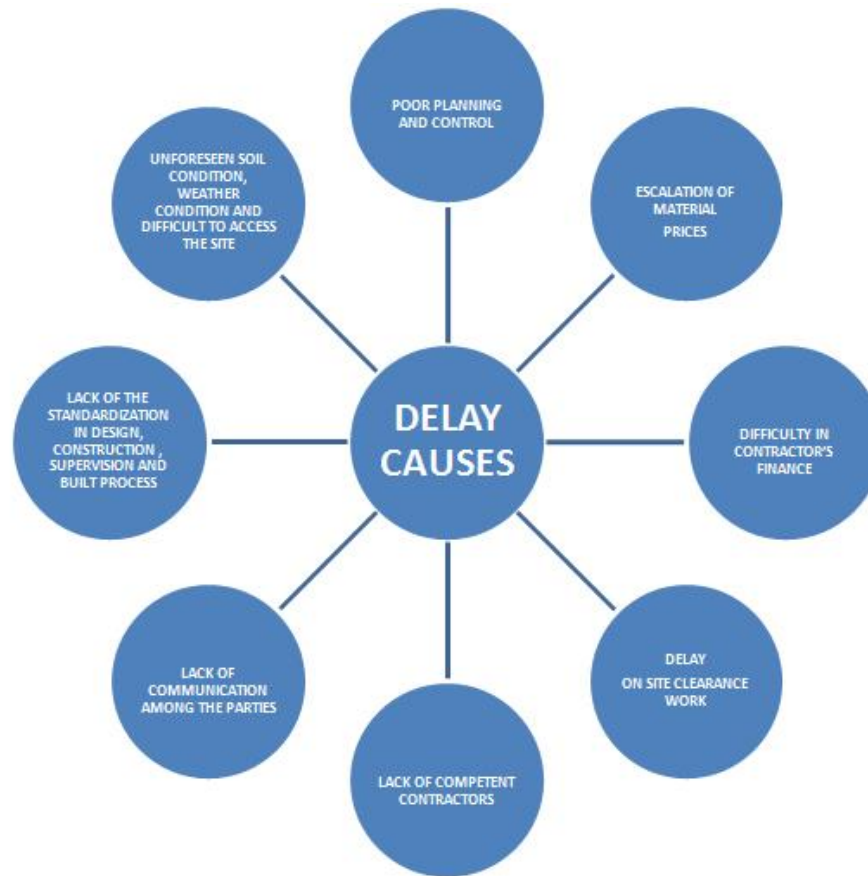 POOR PLANNING
AND CONTROL
UNFORESEEN SOIL
CONDITION,
WEATHER
CONDITION AND
DIFFICULT TO ACCESS
THE SITE
ESCALATION OF
MATERIAL
PRICES
LACK OF THE
STANDARDIZATION
IN DESIGN,
CONSTRUCTION ,
SUPERVISION AND
BUILT PROCESS
DELAY
CAUSES
DIFFICULTY IN
CONTRACTOR'S
FINANCE
LACK OF
COMMUNICATION
AMONG THE PARTIES
DELAY
ON SITE CLEARANCE
WORK
LACK OF COMPETENT
CONTRACTORS